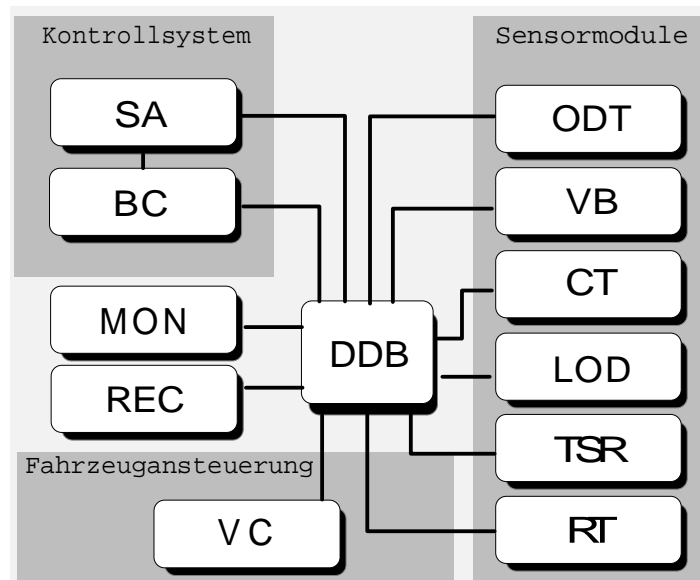 Kontrollsystem
SA
BC
MON
REC
DDB
Fahrzeugansteuerung
VC
Sensormodule
ODT
VB
CT
LOD
TSR
RT